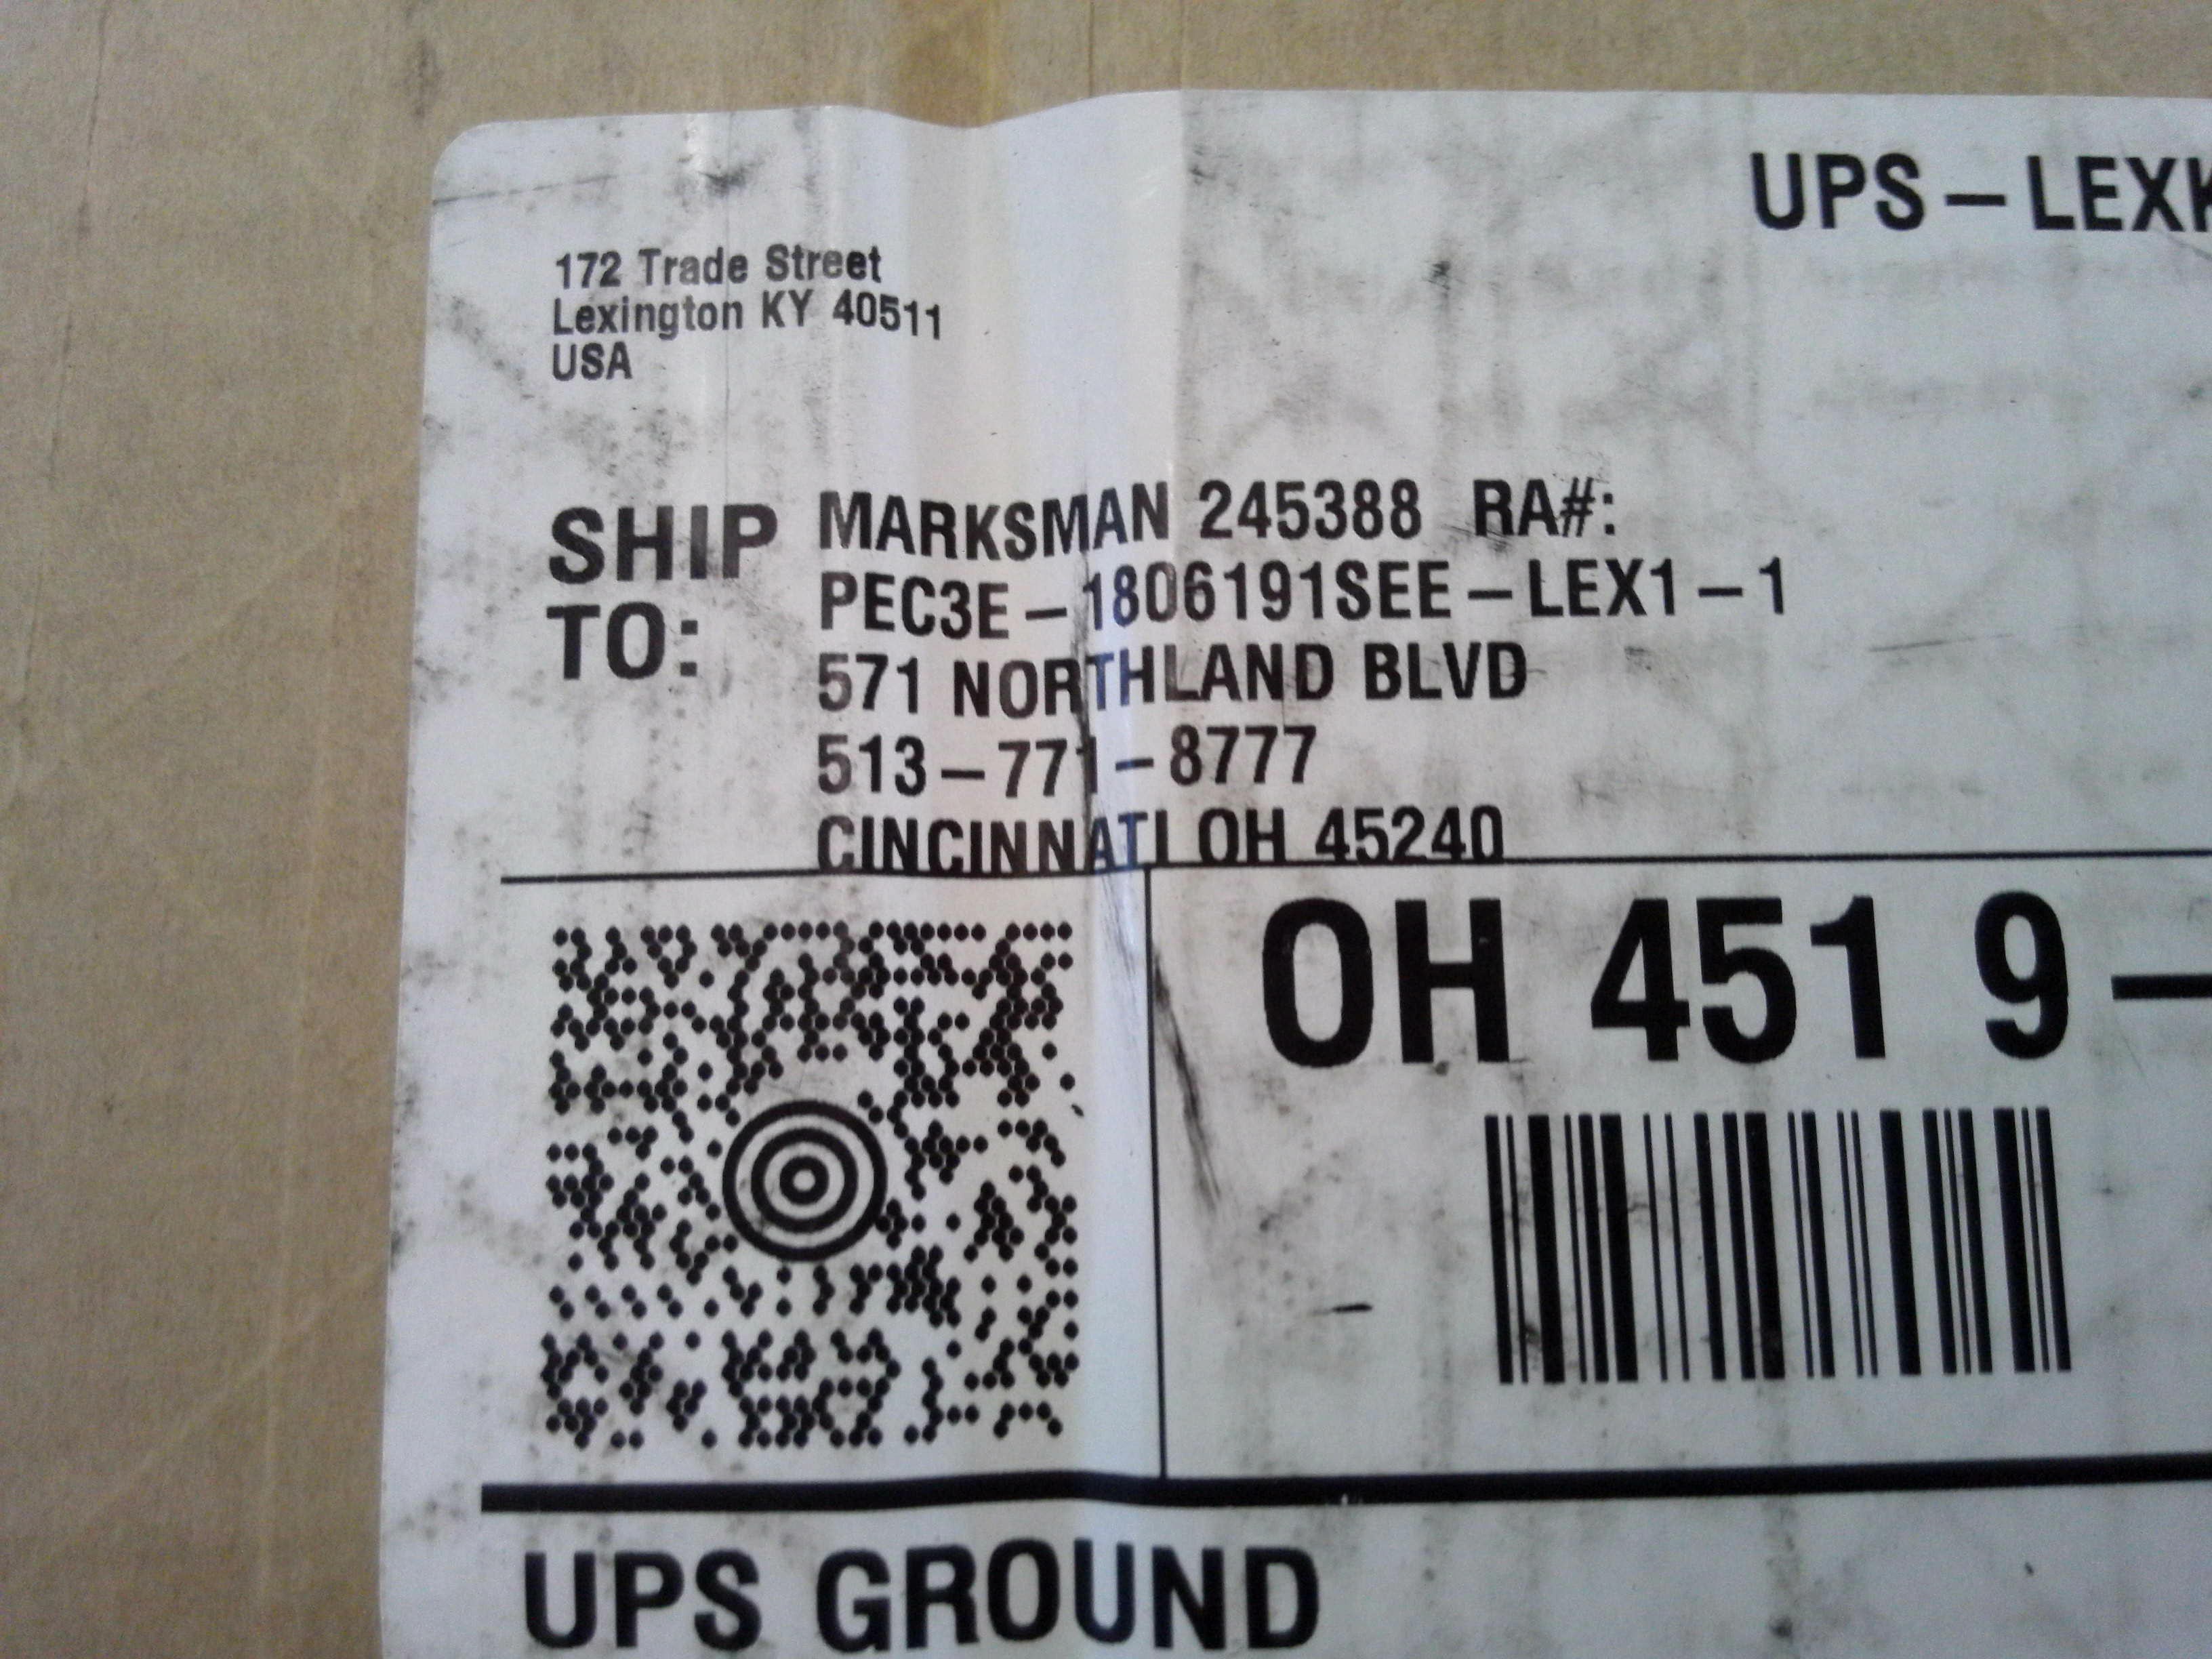 UPS – LEXK
172 Trade Street
Lexington KY 40511
USA
SHIP TO:
MARKSMAN 245388 RA#:
PEC3E – 1806191SEE – LEX1 – 1
571 NORTHLAND BLVD
513 – 771 – 8777
CINCINNATI OH 45240
OH 451 9 –
UPS GROUND